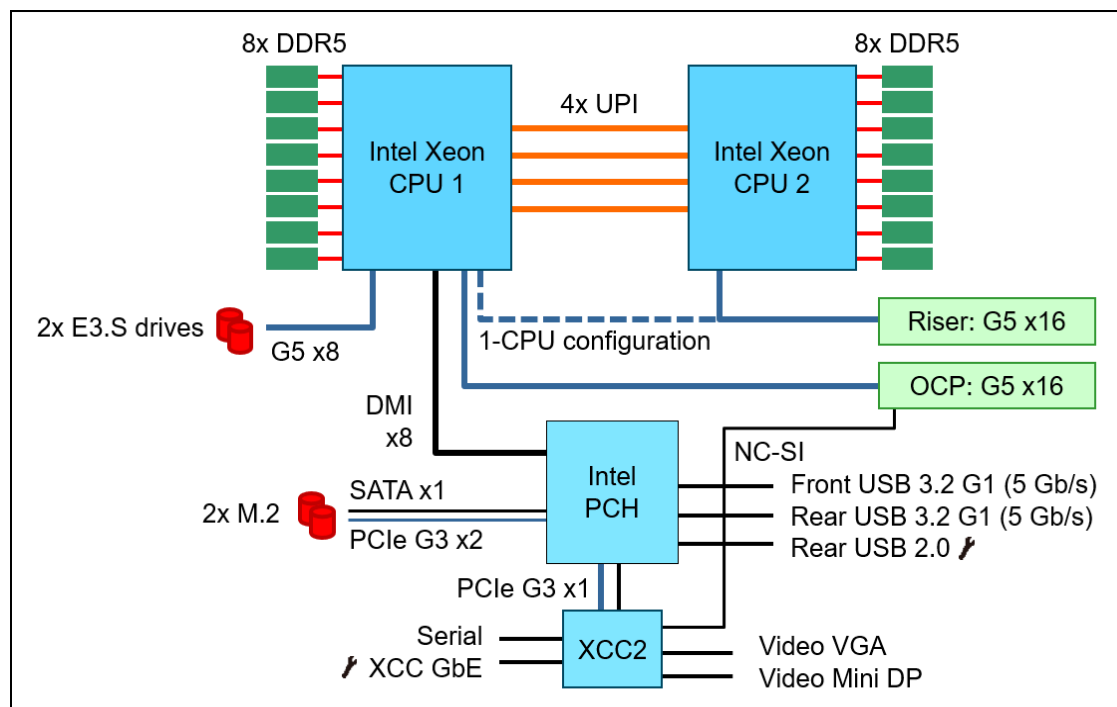 8x DDR5
8x DDR5
4x UPI
Intel Xeon
CPU 1
Intel Xeon
CPU 2
2x E3.S drives
G5 x8
1-CPU configuration
Riser: G5 x16
OCP: G5 x16
DMI
x8
NC-SI
Intel
PCH
SATA x1
2x M.2
PCIe G3 x2
Front USB 3.2 G1 (5 Gb/s)
Rear USB 3.2 G1 (5 Gb/s)
Rear USB 2.0
PCIe G3 x1
Serial
XCC GbE
XCC2
Video VGA
Video Mini DP